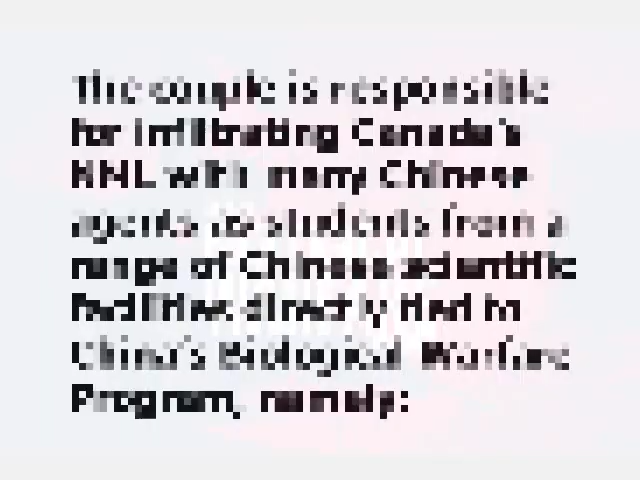 The couple is responsible
for infiltrating Canada's
NML with many Chinese
agents as students from a
range of Chinese scientific
facilities directly tied to
China's Biological Warfare
Program, namely: